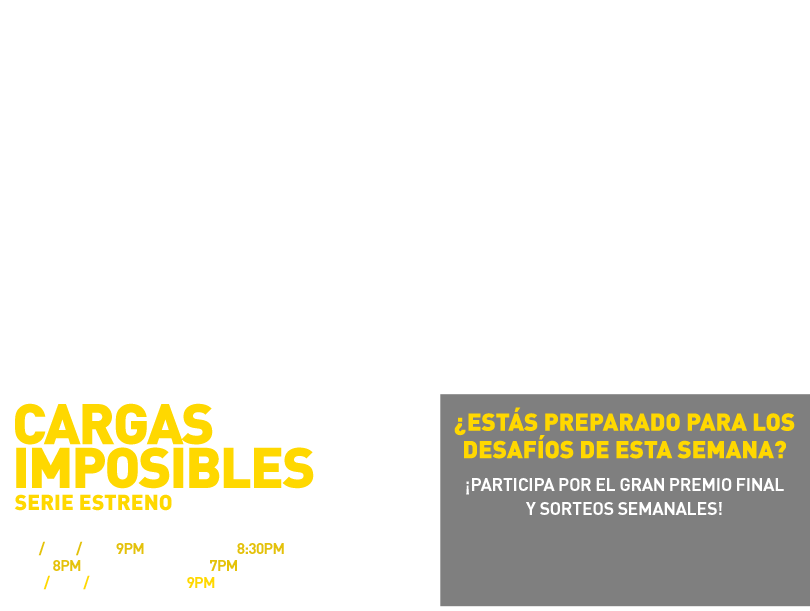 CARGAS
IMPOSIBLES
SERIE ESTRENO
/ / 9PM 8:30PM
8PM 7PM
/ / 9PM
¿ESTÁS PREPARADO PARA LOS
DESAFÍOS DE ESTA SEMANA?
¡PARTICIPA POR EL GRAN PREMIO FINAL
Y SORTEOS SEMANALES!